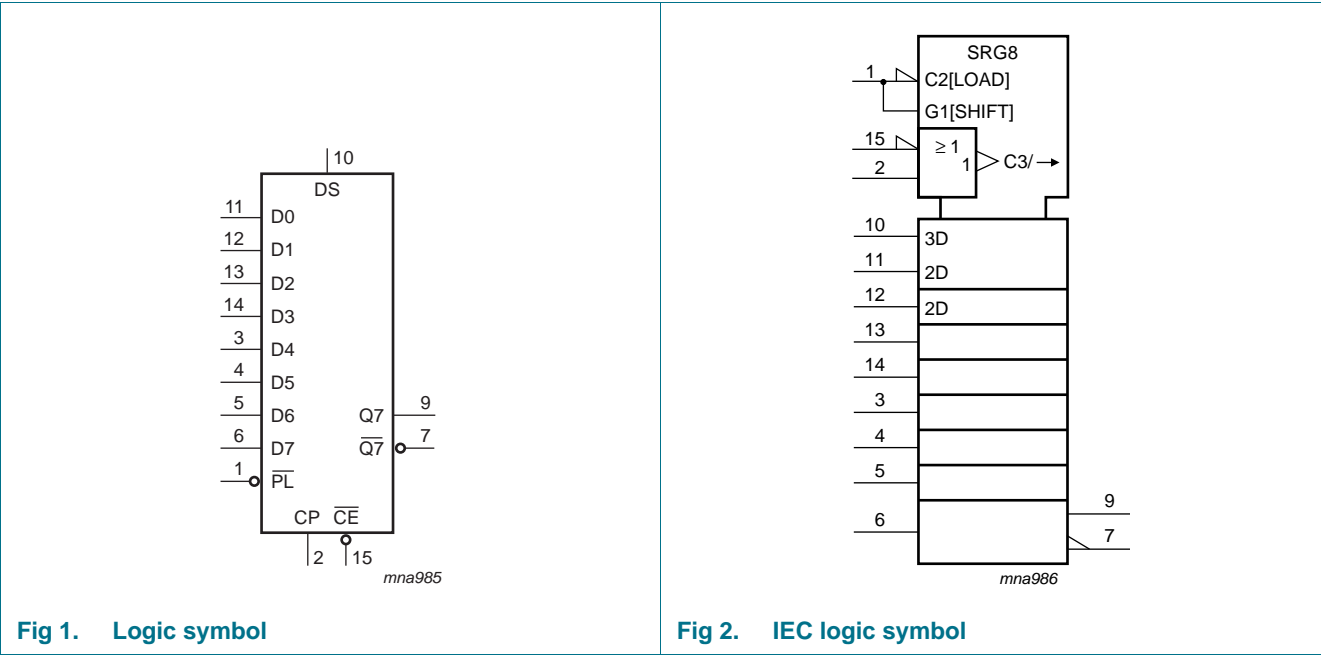 10
DS
11 D0
12 D1
13 D2
14 D3
3 D4
4 D5
5 D6 Q7 9
6 D7 Q7̅ 7
1 P̅L̅
CP C̅E̅
2 15
mna985
Fig 1. Logic symbol
SRG8
1 C2[LOAD]
G1[SHIFT]
15 ≥ 1
2 1 C3/→
10 3D
11 2D
12 2D
13
14
3
4
5
6 9
7
mna986
Fig 2. IEC logic symbol